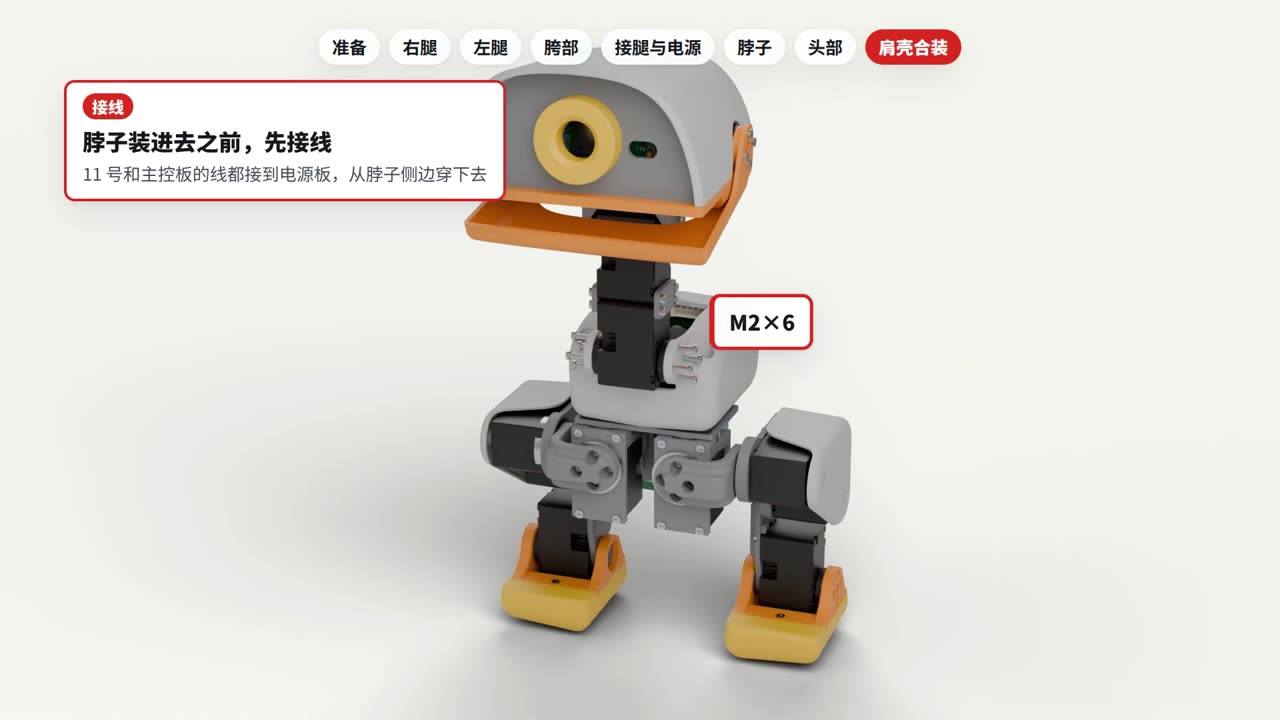 准备 右腿 左腿 胯部 接腿与电源 脖子 头部 肩壳合装
接线
脖子装进去之前，先接线
11 号和主控板的线都接到电源板，从脖子侧边穿下去
M2×6